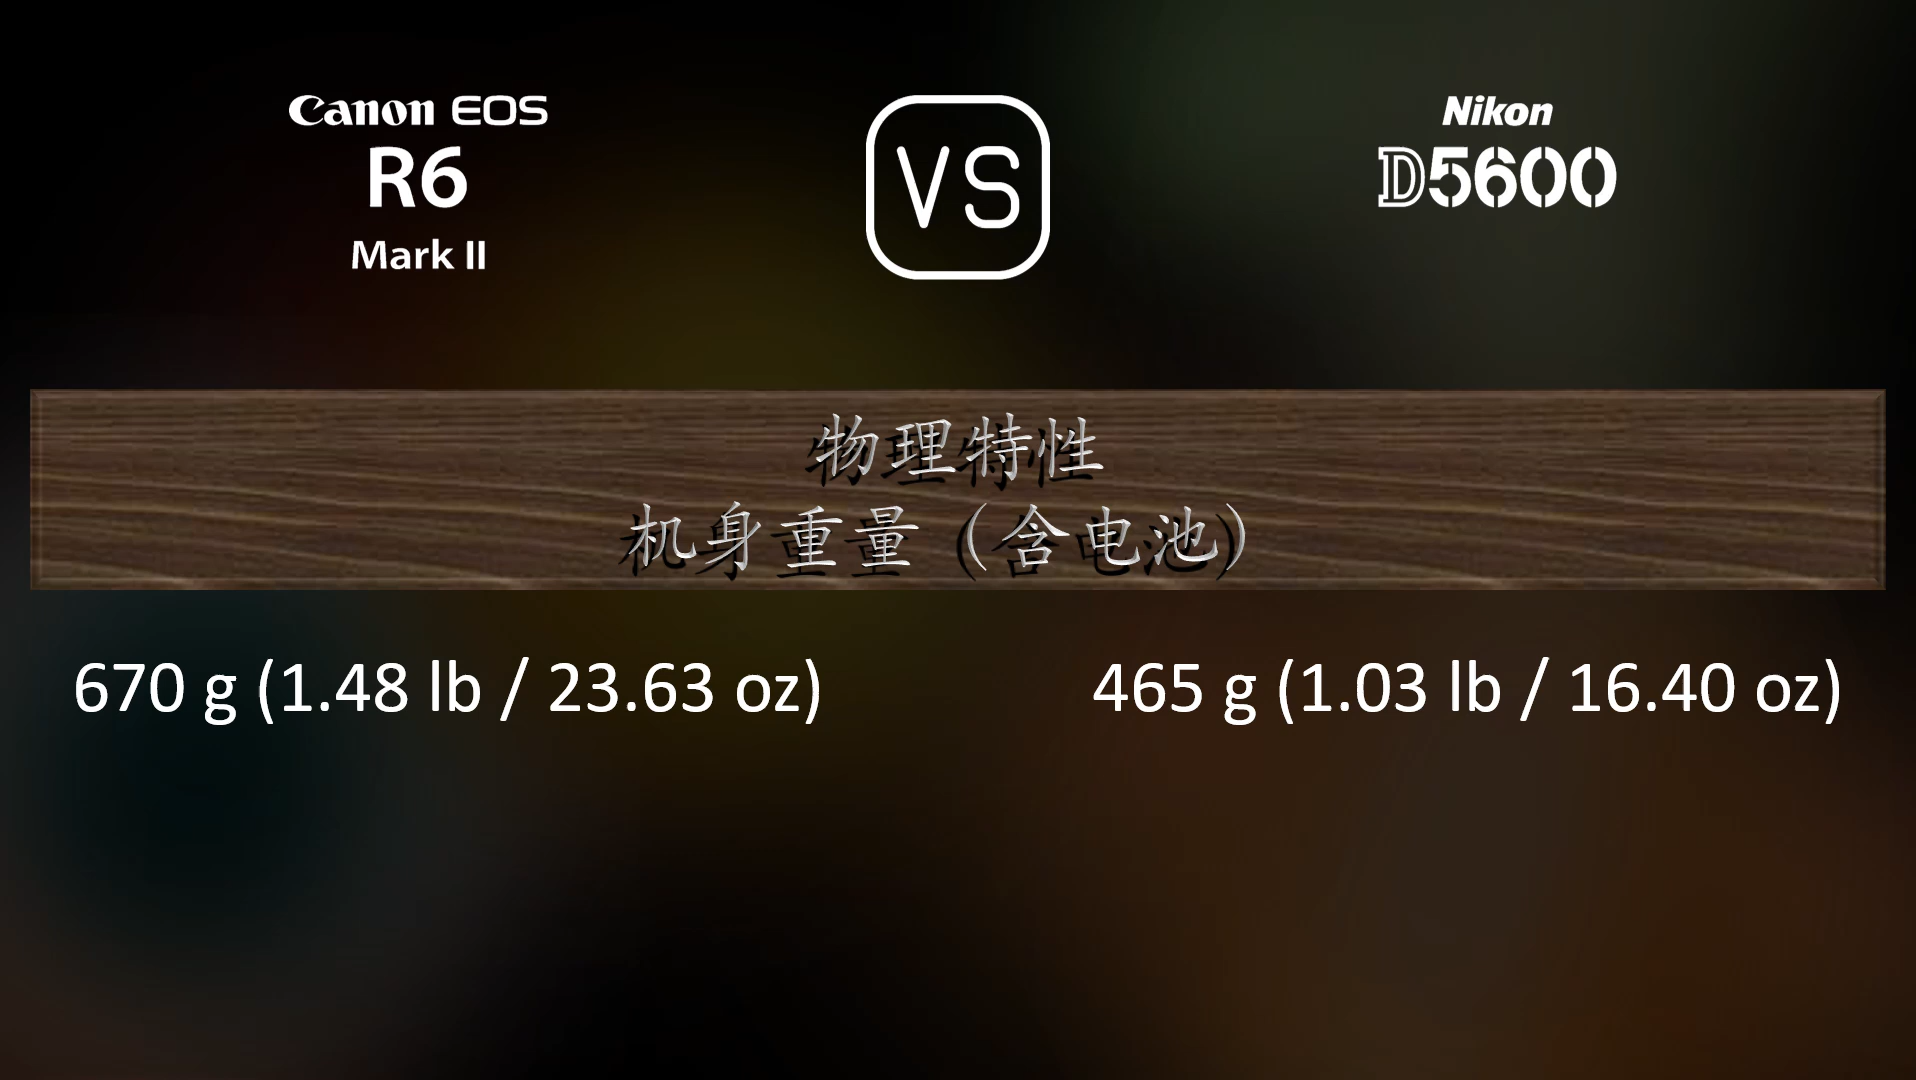 Canon EOS
R6
Mark II
VS
Nikon
D5600
物理特性
机身重量（含电池）
670 g (1.48 lb / 23.63 oz)
465 g (1.03 lb / 16.40 oz)